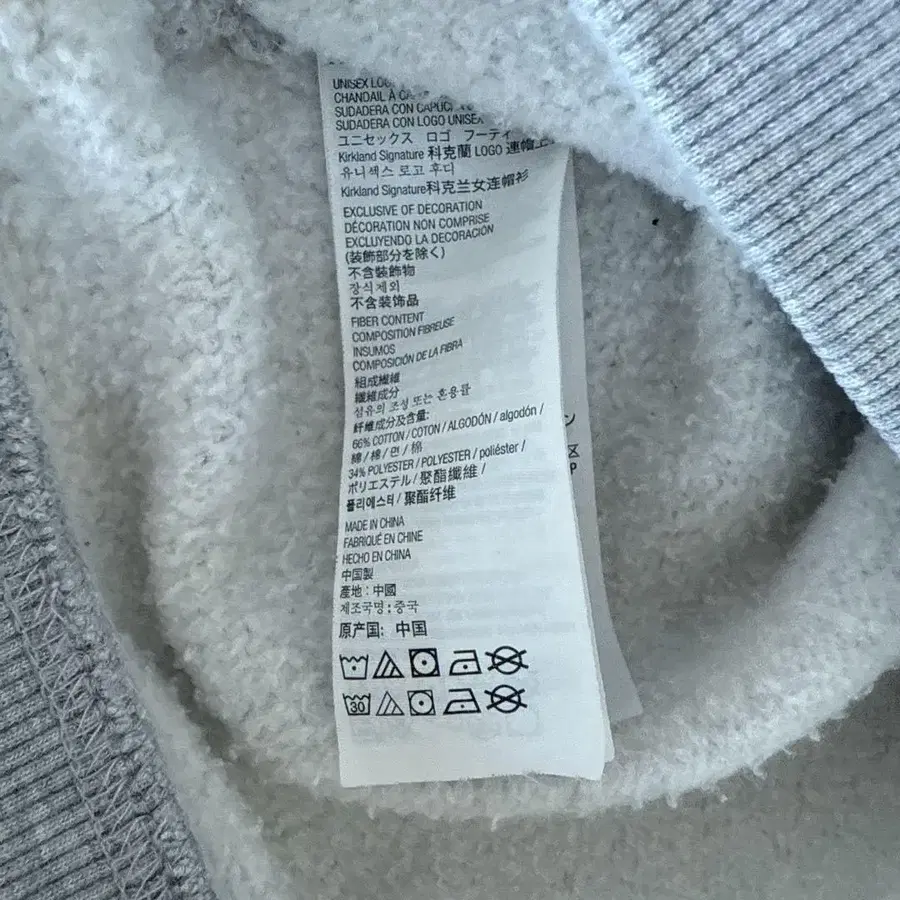 UNISEX
CHANDAIL À
SUDADERA CON
SUDADERA CON LOGO UNISEX
ユニセックス ロゴ フーディ
Kirkland Signature 科克蘭 LOGO 連帽
유니섹스 로고 후디
Kirkland Signature科克兰女连帽衫
EXCLUSIVE OF DECORATION
DÉCORATION NON COMPRISE
EXCLUYENDO LA DECORACIÓN
(装飾部分を除く)
不含裝飾物
장식제외
不含装饰品
FIBER CONTENT
COMPOSITION FIBREUSE
INSUMOS
COMPOSICIÓN DE LA FIBRA
組成繊維
纖維成分
섬유의 조성 또는 혼용률
纤维成分及含量:
66% COTTON / COTON / ALGODÓN / algodón /
綿 / 棉 / 면 / 棉
34% POLYESTER / POLYESTER / poliéster /
ポリエステル / 聚酯纖維 /
폴리에스터 / 聚酯纤维
MADE IN CHINA
FABRIQUÉ EN CHINE
HECHO EN CHINA
中国製
產地:中國
제조국명:중국
原产国: 中国
30
ン
P